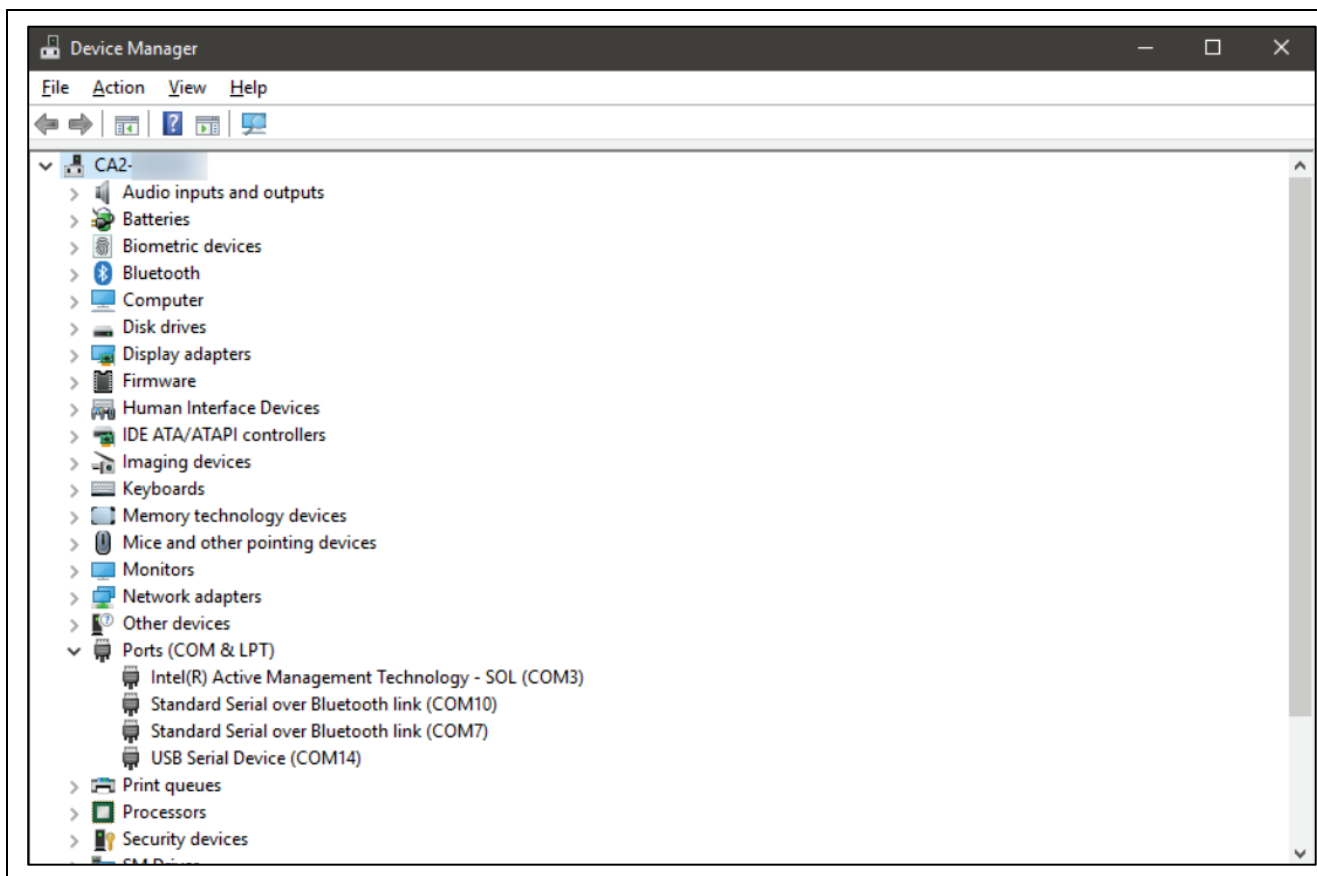 Device Manager
File Action View Help
CA2-
Audio inputs and outputs
Batteries
Biometric devices
Bluetooth
Computer
Disk drives
Display adapters
Firmware
Human Interface Devices
IDE ATA/ATAPI controllers
Imaging devices
Keyboards
Memory technology devices
Mice and other pointing devices
Monitors
Network adapters
Other devices
Ports (COM & LPT)
Intel(R) Active Management Technology - SOL (COM3)
Standard Serial over Bluetooth link (COM10)
Standard Serial over Bluetooth link (COM7)
USB Serial Device (COM14)
Print queues
Processors
Security devices